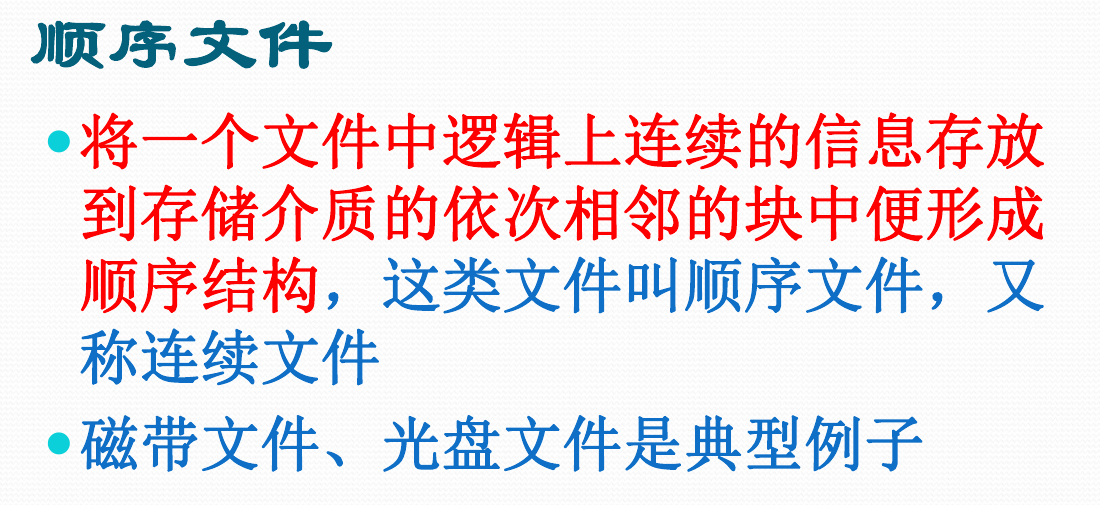 顺序文件
将一个文件中逻辑上连续的信息存放
到存储介质的依次相邻的块中便形成
顺序结构，这类文件叫顺序文件，又
称连续文件
磁带文件、光盘文件是典型例子